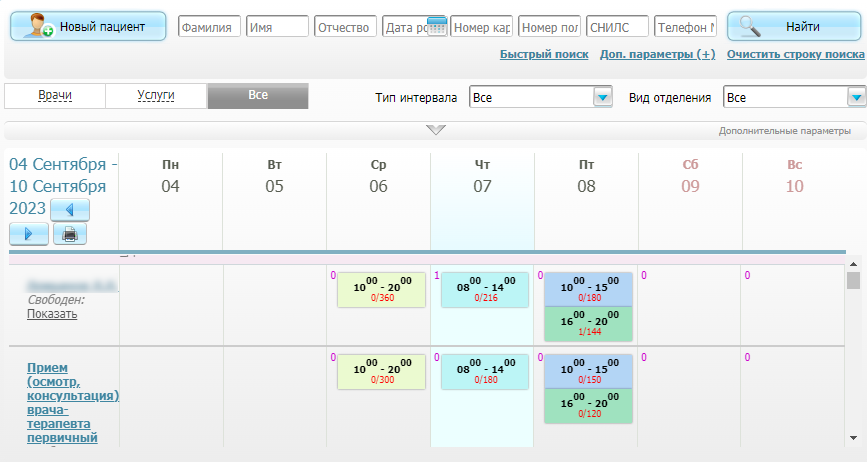 Новый пациент
Фамилия
Имя
Отчество
Дата ро
Номер кар
Номер пол
СНИЛС
Телефон
Найти
Быстрый поиск
Доп. параметры (+)
Очистить строку поиска
Врачи
Услуги
Все
Тип интервала
Все
Вид отделения
Все
Дополнительные параметры
04 Сентября -
10 Сентября
2023
Пн
04
Вт
05
Ср
06
Чт
07
Пт
08
Сб
09
Вс
10
Свободен:
Показать
0
10 00 - 20 00
0/360
1
08 00 - 14 00
0/216
0
10 00 - 15 00
0/180
16 00 - 20 00
1/144
0
0
Прием
(осмотр,
консультация)
врача-
терапевта
первичный
0
10 00 - 20 00
0/300
0
08 00 - 14 00
0/180
0
10 00 - 15 00
0/150
16 00 - 20 00
0/120
0
0